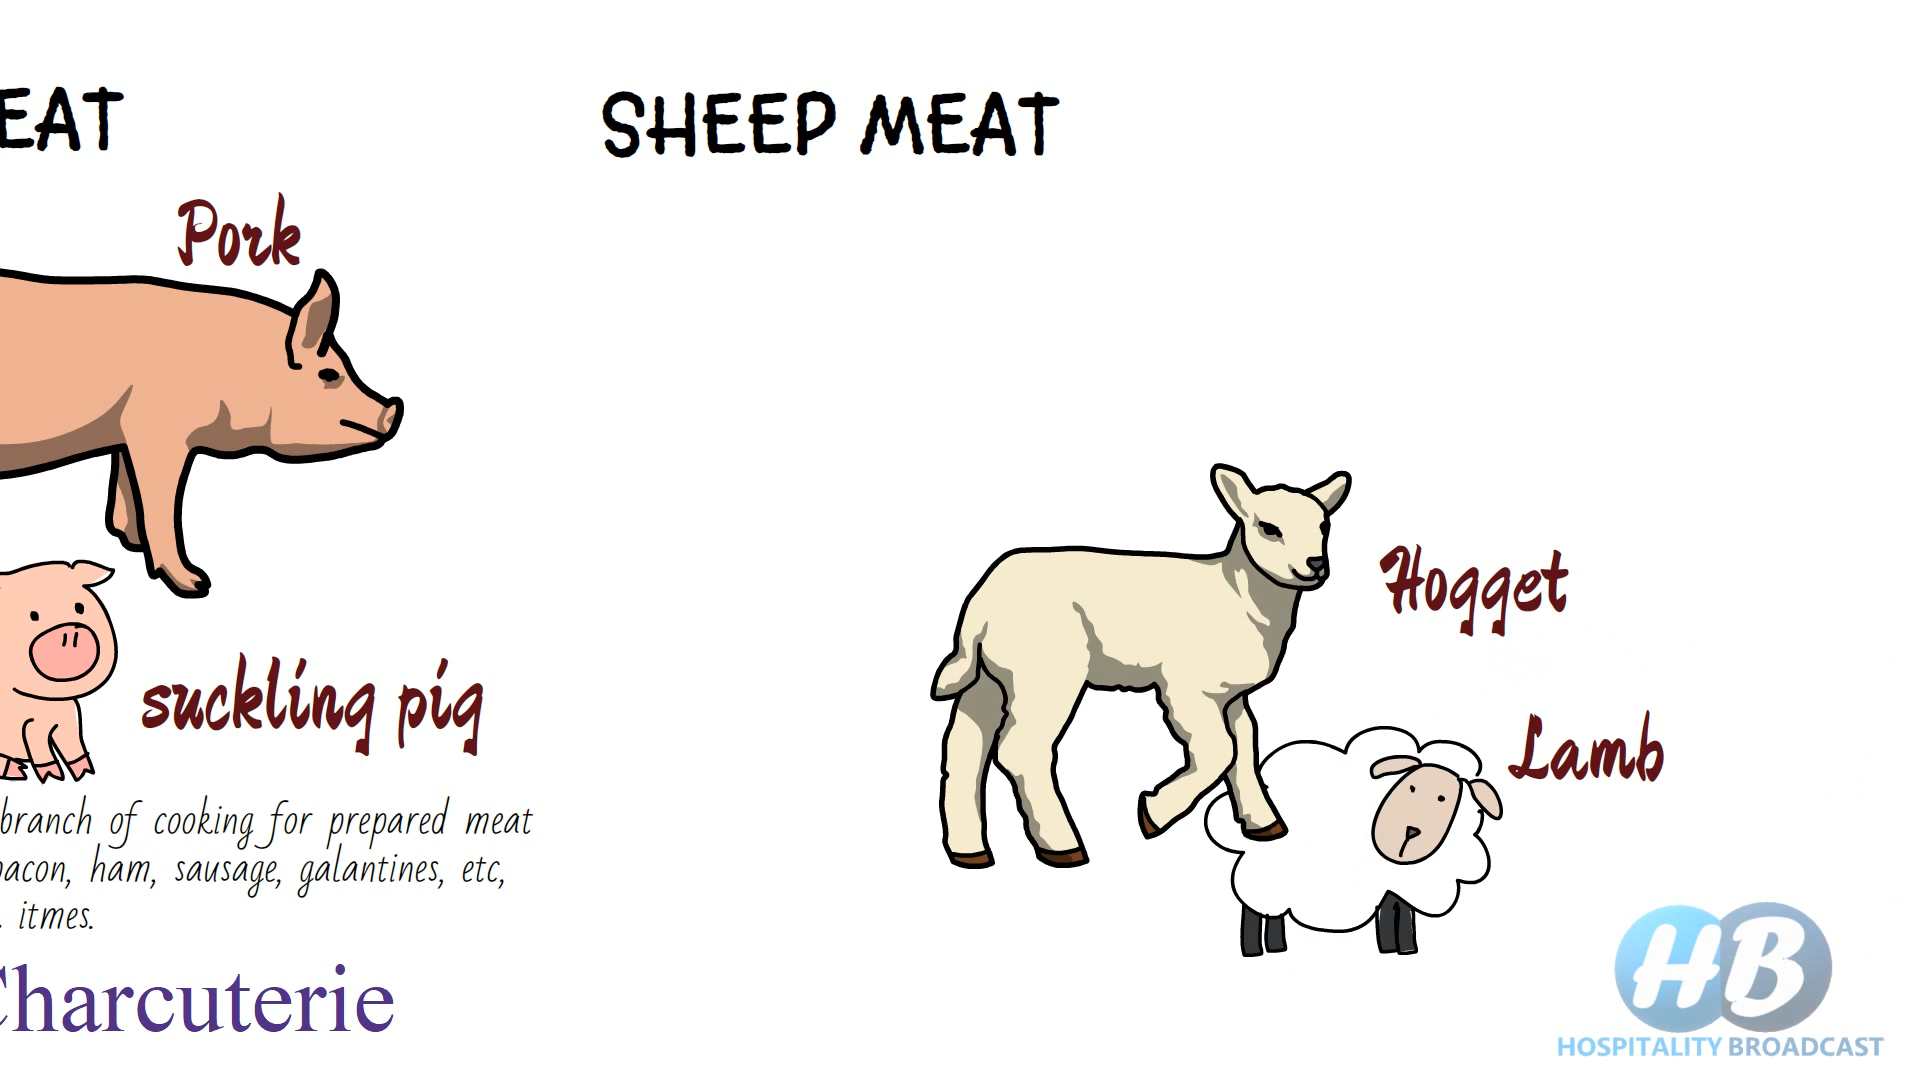 EAT
Pork
suckling pig
branch of cooking for prepared meat
bacon, ham, sausage, galantines, etc,
. itmes.
Charcuterie
SHEEP MEAT
Hogget
Lamb
HB
HOSPITALITY BROADCAST